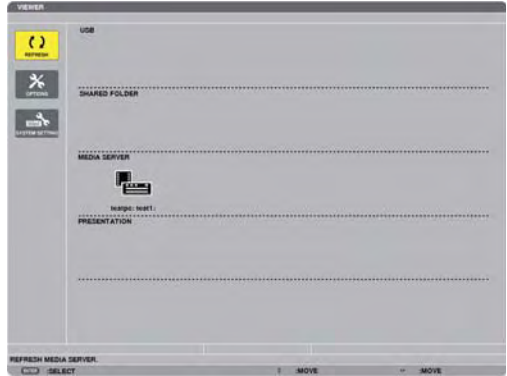 VIEWER
REFRESH
OPTIONS
SYSTEM SETTING
USB
SHARED FOLDER
MEDIA SERVER
PRESENTATION
REFRESH MEDIA SERVER.
:SELECT
:MOVE
:MOVE